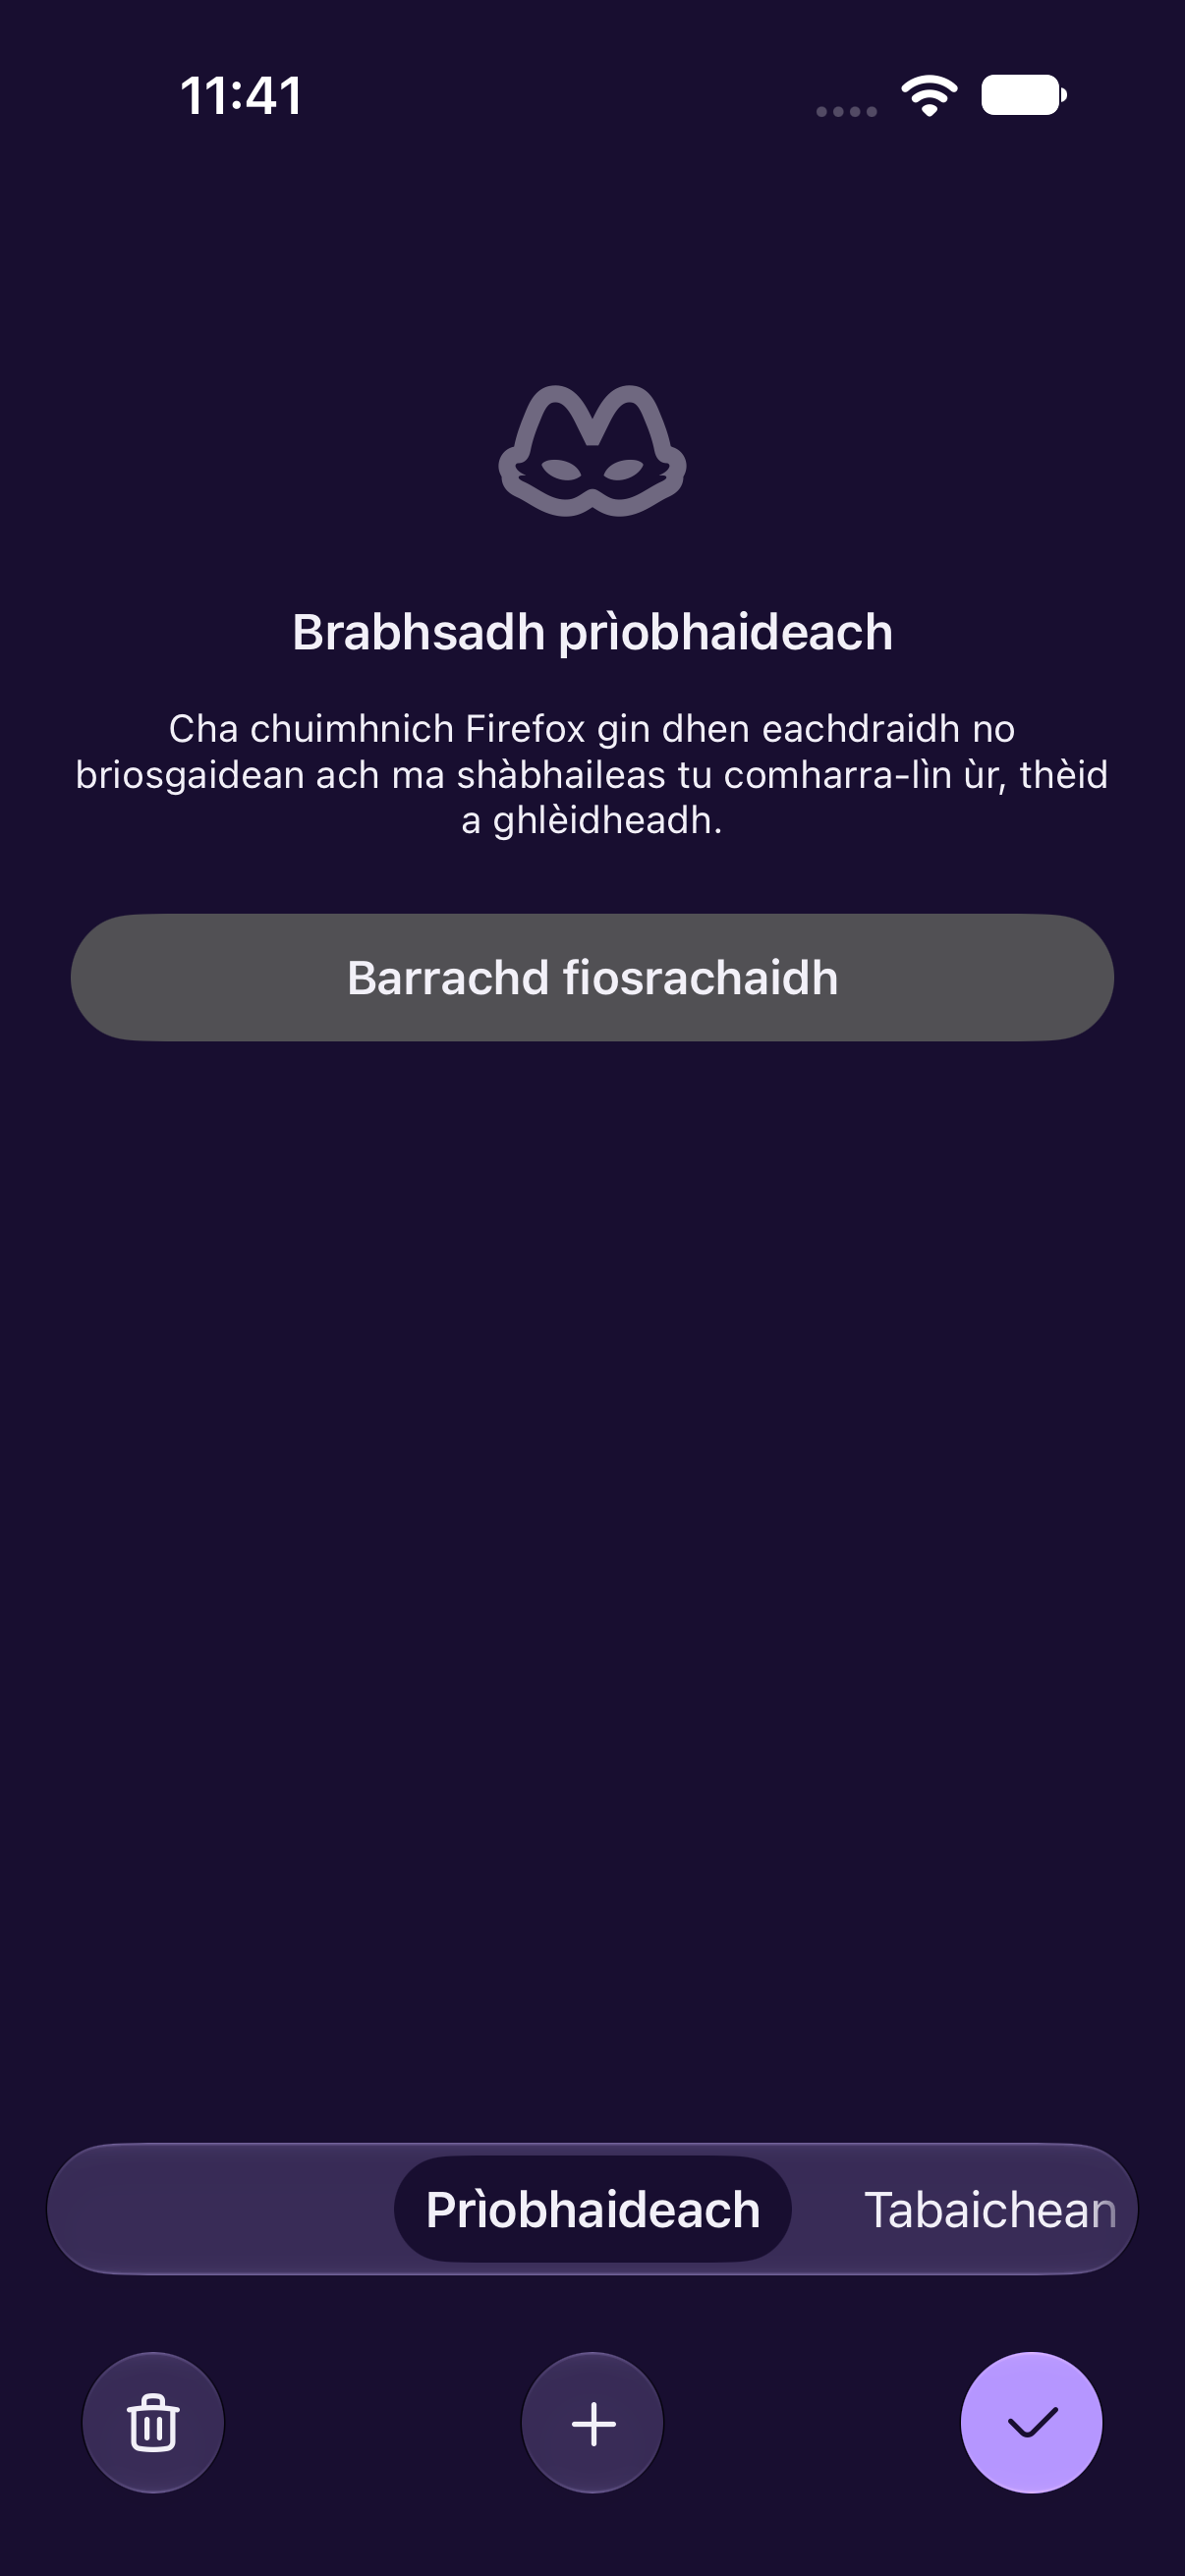 11:41
Brabhsadh prìobhaideach
Cha chuimhnich Firefox gin dhen eachdraidh no
briosgaidean ach ma shàbhaileas tu comharra-lìn ùr, thèid
a ghlèidheadh.
Barrachd fiosrachaidh
Prìobhaideach
Tabaichean